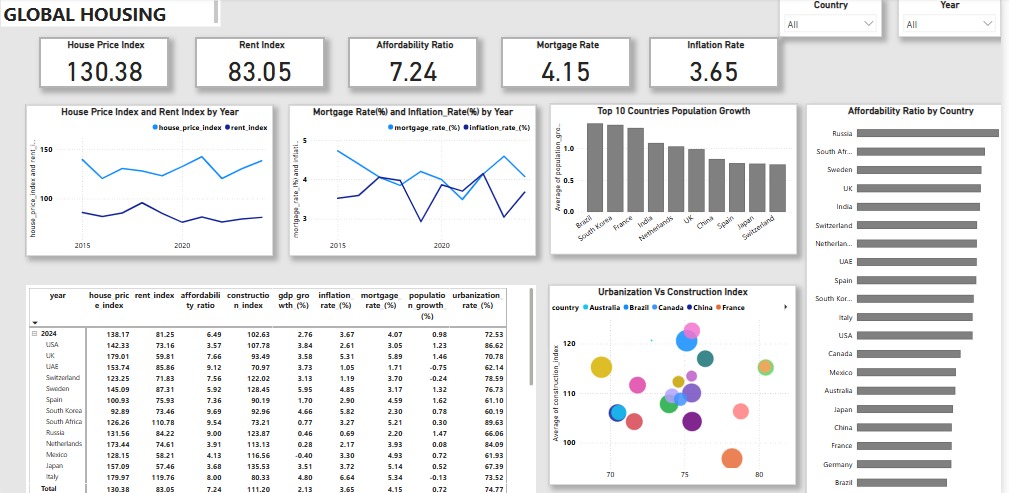 GLOBAL HOUSING
Country
All
Year
All
House Price Index
130.38
Rent Index
83.05
Affordability Ratio
7.24
Mortgage Rate
4.15
Inflation Rate
3.65
House Price Index and Rent Index by Year
house_price_index rent_index
house_price_index and rent_i...
150
100
2015 2020
Mortgage Rate(%) and Inflation_Rate(%) by Year
mortgage_rate_(%) inflation_rate_(%)
mortgage_rate_(%) and inflati...
5
4
3
2015 2020
Top 10 Countries Population Growth
Average of population_gro...
1.0
0.5
0.0
Brazil
South Korea
France
India
Netherlands
UK
China
Spain
Japan
Switzerland
Affordability Ratio by Country
Russia
South Afr...
Sweden
UK
India
Switzerland
Netherlan...
UAE
Spain
South Kor...
Italy
USA
Canada
Mexico
Australia
Japan
China
France
Germany
Brazil
year house_pric rent_index affordabili constructio gdp_gro inflation_ mortgage_ populatio urbanization_
e_index ty_ratio n_index wth_(%) rate_(%) rate_(%) n_growth rate_(%)
(%)
2024 138.17 81.25 6.49 102.63 2.76 3.67 4.07 0.98 72.53
USA 142.33 73.16 3.57 107.78 3.84 2.61 3.05 1.23 86.62
UK 179.01 59.81 7.66 93.49 3.58 5.31 5.89 1.46 70.78
UAE 153.74 85.86 9.12 70.97 3.73 1.05 1.71 -0.75 62.14
Switzerland 123.25 71.83 7.56 122.02 3.13 1.19 3.70 -0.24 78.59
Sweden 145.09 87.31 5.92 128.45 5.95 4.85 3.17 1.32 76.73
Spain 100.93 75.93 7.36 90.19 1.70 2.90 4.59 1.62 61.10
South Korea 92.89 73.46 9.69 92.96 4.66 5.82 2.30 0.78 60.19
South Africa 126.26 110.78 9.54 73.21 0.77 3.27 5.21 0.30 89.63
Russia 131.56 84.22 9.00 123.87 0.46 0.69 2.20 1.47 66.06
Netherlands 173.44 74.61 3.91 113.13 0.28 2.17 3.93 0.08 84.09
Mexico 128.15 58.21 4.13 116.56 -0.40 3.30 4.93 0.72 61.93
Japan 157.09 57.46 3.68 135.53 3.51 3.72 5.14 0.52 67.39
Italy 179.97 119.76 8.00 80.33 4.80 6.64 5.34 -0.13 73.52
Total 130.38 83.05 7.24 111.20 2.13 3.65 4.15 0.72 74.77
Urbanization Vs Construction Index
country Australia Brazil Canada China France
Average of construction_index
120
110
100
70 75 80